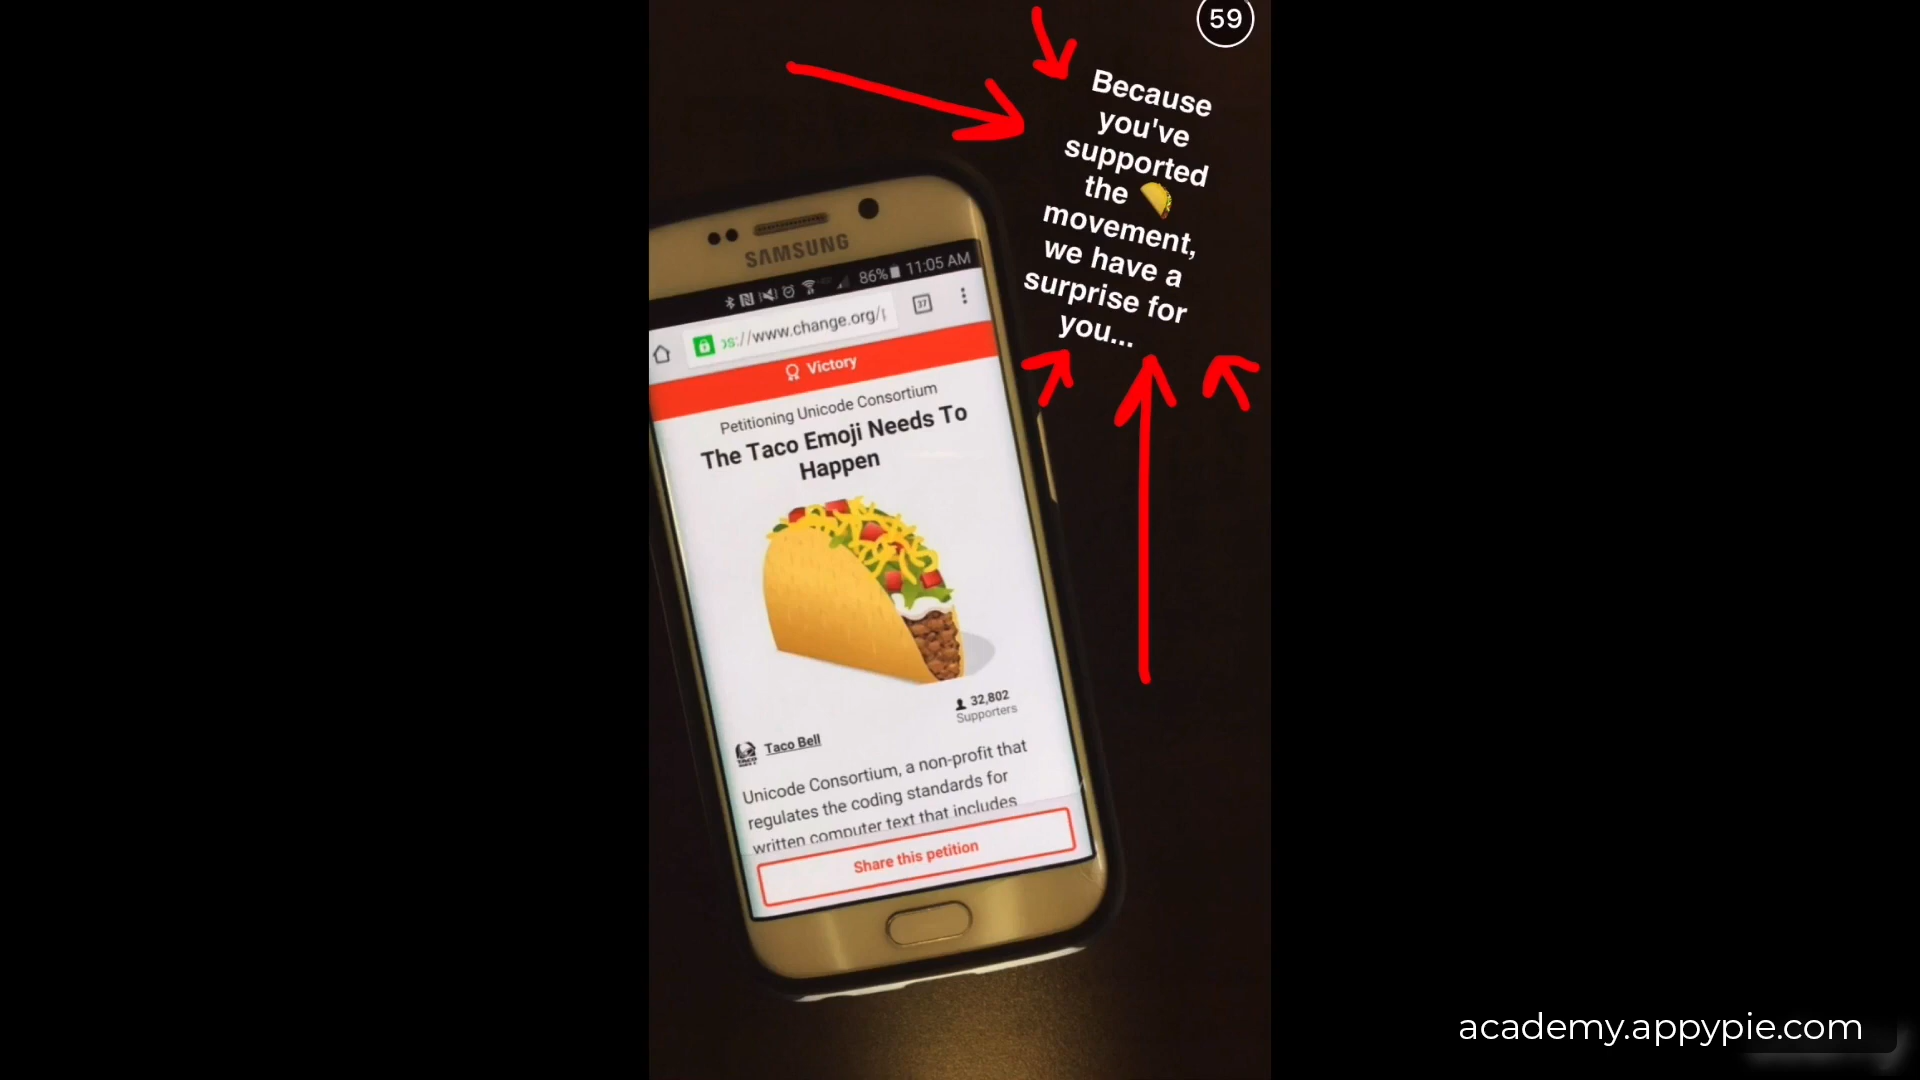 59
Because
you've
supported
the 🌮
movement,
we have a
surprise for
you...
SAMSUNG
86% 11:05 AM
https://www.change.org/p
37
Victory
Petitioning Unicode Consortium
The Taco Emoji Needs To
Happen
32,802
Supporters
Taco Bell
Unicode Consortium, a non-profit that
regulates the coding standards for
written computer text that includes
Share this petition
academy.appypie.com